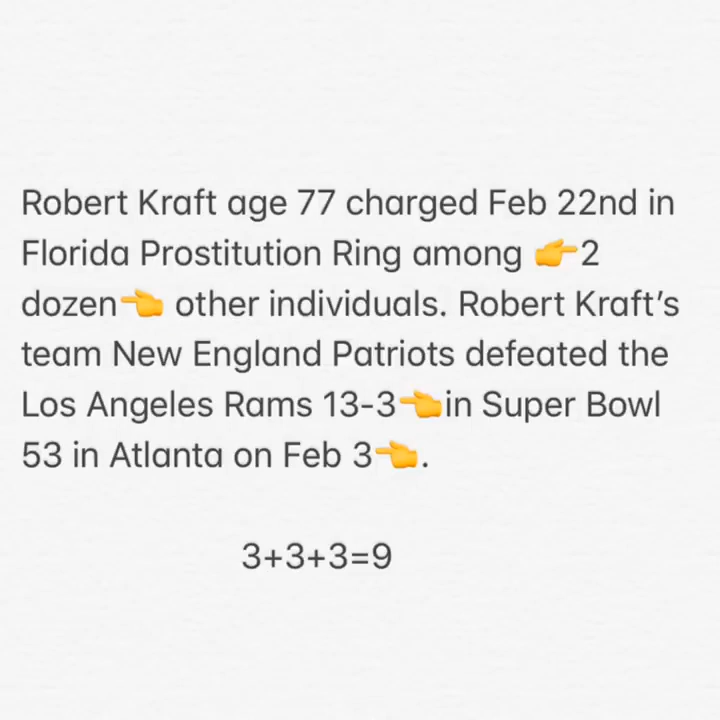 Robert Kraft age 77 charged Feb 22nd in
Florida Prostitution Ring among 👉2
dozen👈 other individuals. Robert Kraft’s
team New England Patriots defeated the
Los Angeles Rams 13-3👈in Super Bowl
53 in Atlanta on Feb 3👈.
3+3+3=9